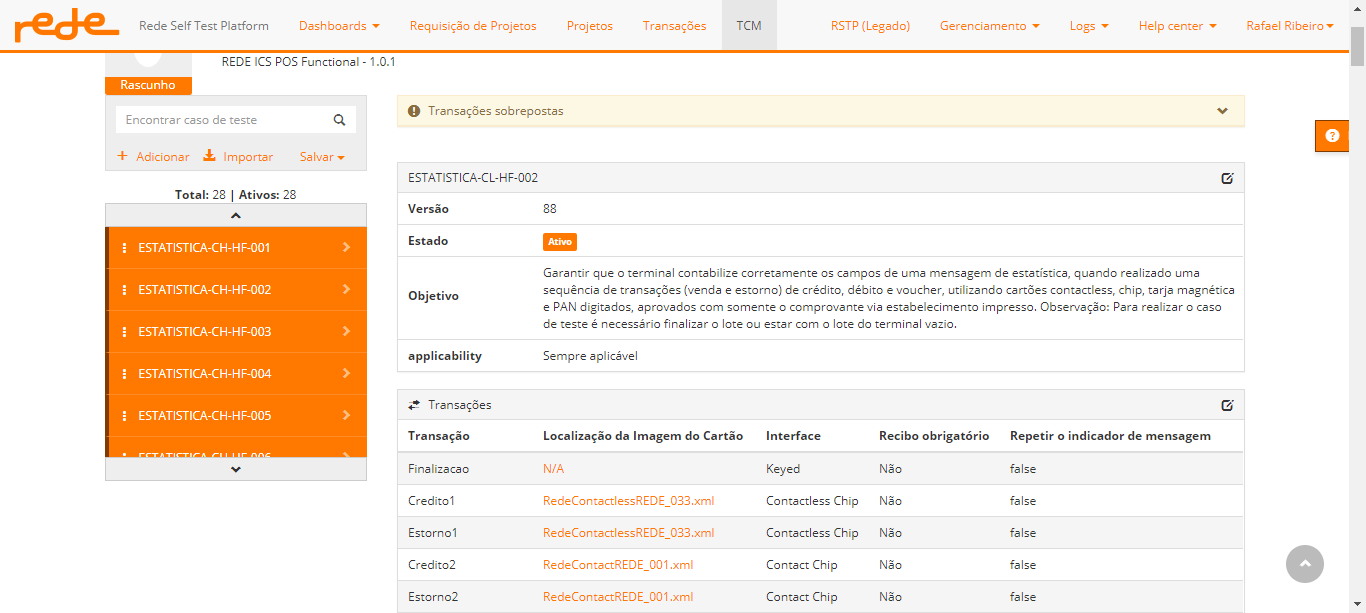 rede Rede Self Test Platform Dashboards Requisição de Projetos Projetos Transações TCM RSTP (Legado) Gerenciamento Logs Help center Rafael Ribeiro
REDE ICS POS Functional - 1.0.1
Rascunho
Encontrar caso de teste
+ Adicionar Importar Salvar
Total: 28 | Ativos: 28
ESTATISTICA-CH-HF-001
ESTATISTICA-CH-HF-002
ESTATISTICA-CH-HF-003
ESTATISTICA-CH-HF-004
ESTATISTICA-CH-HF-005
ESTATISTICA-CH-HF-006
Transações sobrepostas
ESTATISTICA-CL-HF-002
Versão 88
Estado Ativo
Objetivo Garantir que o terminal contabilize corretamente os campos de uma mensagem de estatística, quando realizado uma
sequência de transações (venda e estorno) de crédito, débito e voucher, utilizando cartões contactless, chip, tarja magnética
e PAN digitados, aprovados com somente o comprovante via estabelecimento impresso. Observação: Para realizar o caso
de teste é necessário finalizar o lote ou estar com o lote do terminal vazio.
applicability Sempre aplicável
Transações
Transação Localização da Imagem do Cartão Interface Recibo obrigatório Repetir o indicador de mensagem
Finalizacao N/A Keyed Não false
Credito1 RedeContactlessREDE_033.xml Contactless Chip Não false
Estorno1 RedeContactlessREDE_033.xml Contactless Chip Não false
Credito2 RedeContactREDE_001.xml Contact Chip Não false
Estorno2 RedeContactREDE_001.xml Contact Chip Não false